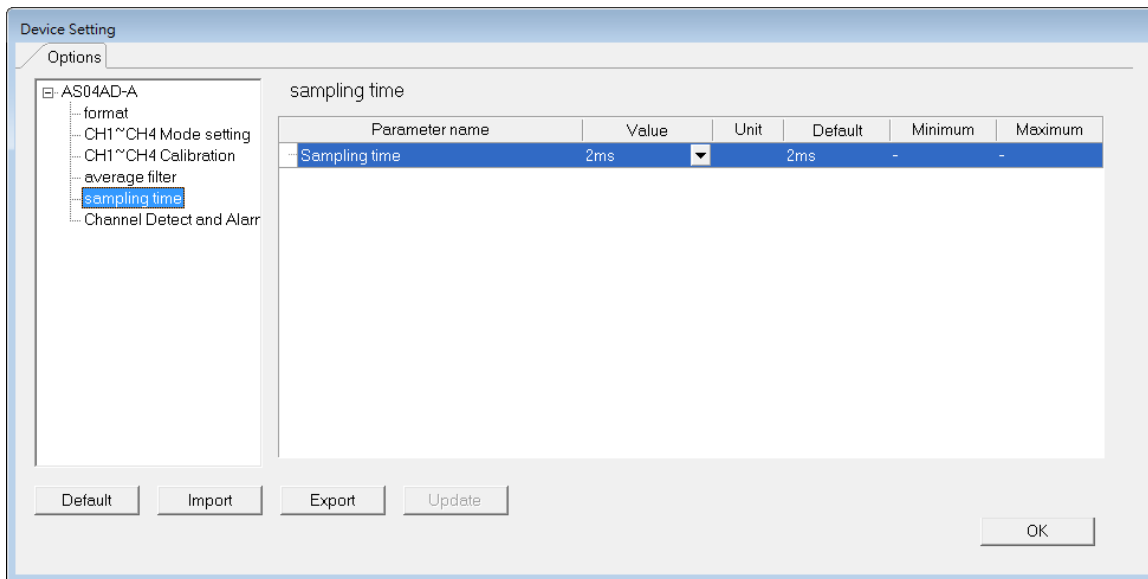 Device Setting
Options
AS04AD-A
format
CH1~CH4 Mode setting
CH1~CH4 Calibration
average filter
sampling time
Channel Detect and Alarr
sampling time
Parameter name Value Unit Default Minimum Maximum
Sampling time 2ms 2ms - -
Default Import Export Update
OK